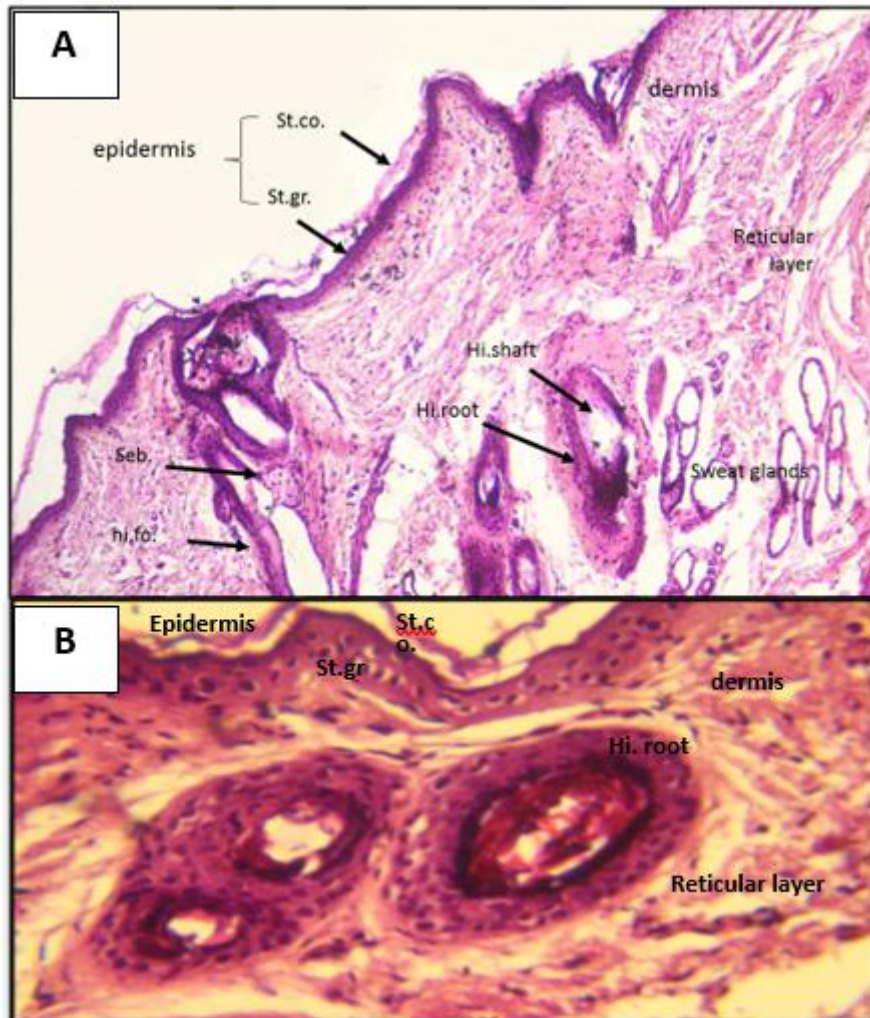 A
St.co.
epidermis
St.gr.
dermis
Reticular
layer
Hi.shaft
Hi.root
Seb.
Sweat glands
hi,fo.
B
Epidermis
St.c
o.
St.gr
dermis
Hi. root
Reticular layer